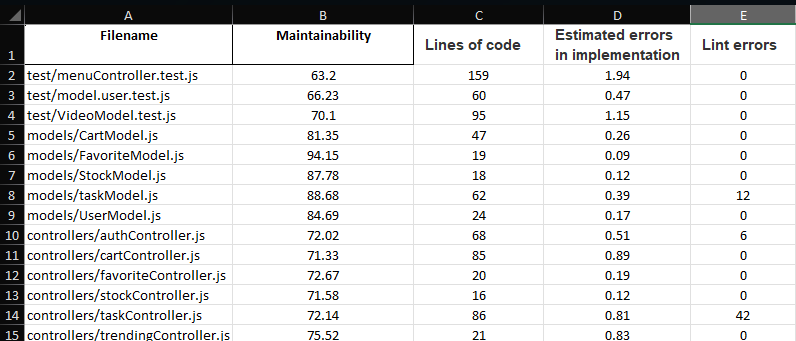 A B C D E
1 Filename Maintainability Lines of code Estimated errors
in implementation Lint errors
2 test/menuController.test.js 63.2 159 1.94 0
3 test/model.user.test.js 66.23 60 0.47 0
4 test/VideoModel.test.js 70.1 95 1.15 0
5 models/CartModel.js 81.35 47 0.26 0
6 models/FavoriteModel.js 94.15 19 0.09 0
7 models/StockModel.js 87.78 18 0.12 0
8 models/taskModel.js 88.68 62 0.39 12
9 models/UserModel.js 84.69 24 0.17 0
10 controllers/authController.js 72.02 68 0.51 6
11 controllers/cartController.js 71.33 85 0.89 0
12 controllers/favoriteController.js 72.67 20 0.19 0
13 controllers/stockController.js 71.58 16 0.12 0
14 controllers/taskController.js 72.14 86 0.81 42
15 controllers/trendingController.js 75.52 21 0.83 0